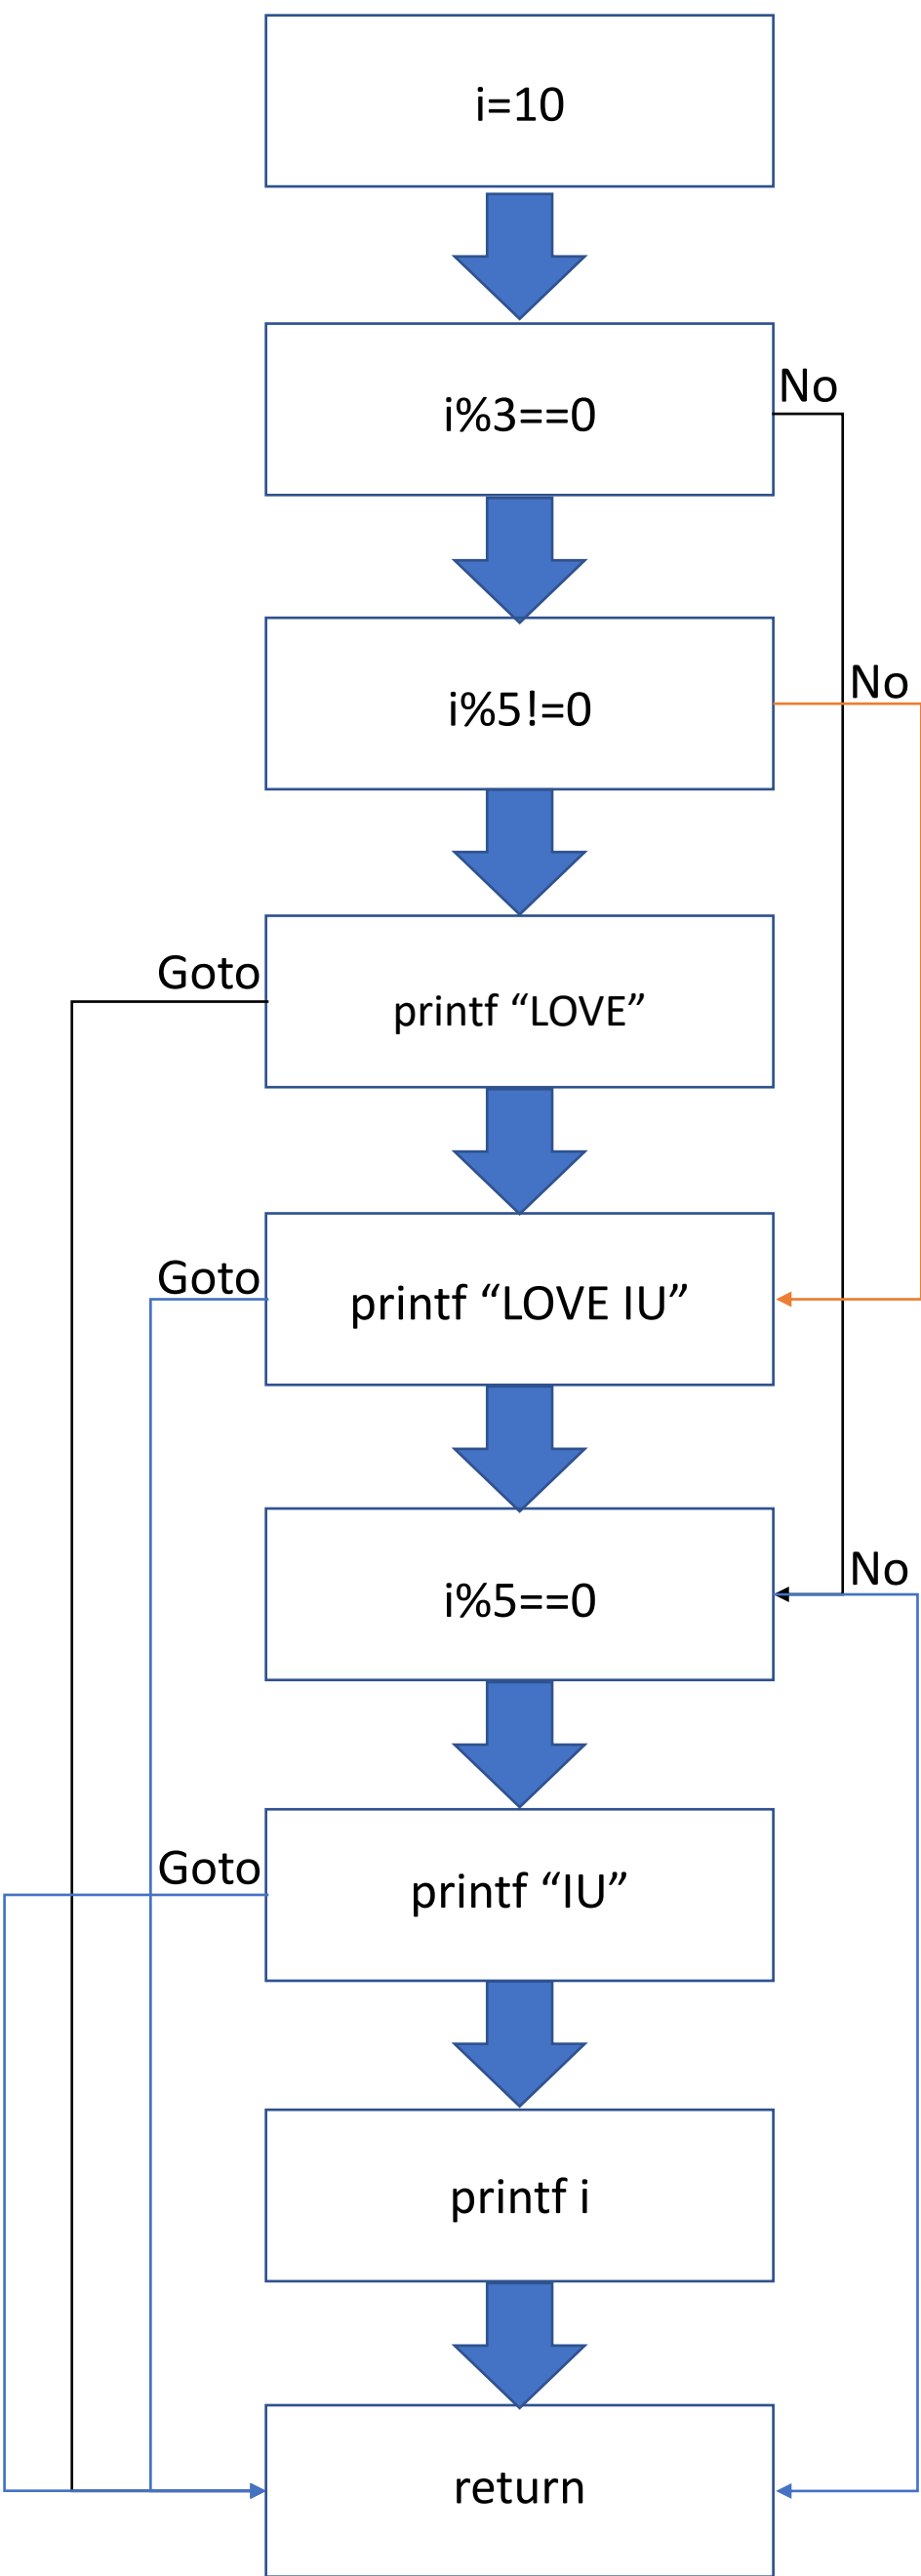 i=10
No
i%3==0
No
i%5!=0
Goto
printf “LOVE”
Goto
printf “LOVE IU”
No
i%5==0
Goto
printf “IU”
printf i
return